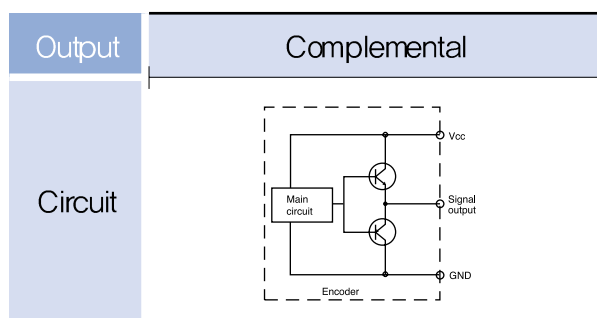 Output
Complemental
Circuit
Vcc
Main
circuit
Signal
output
GND
Encoder